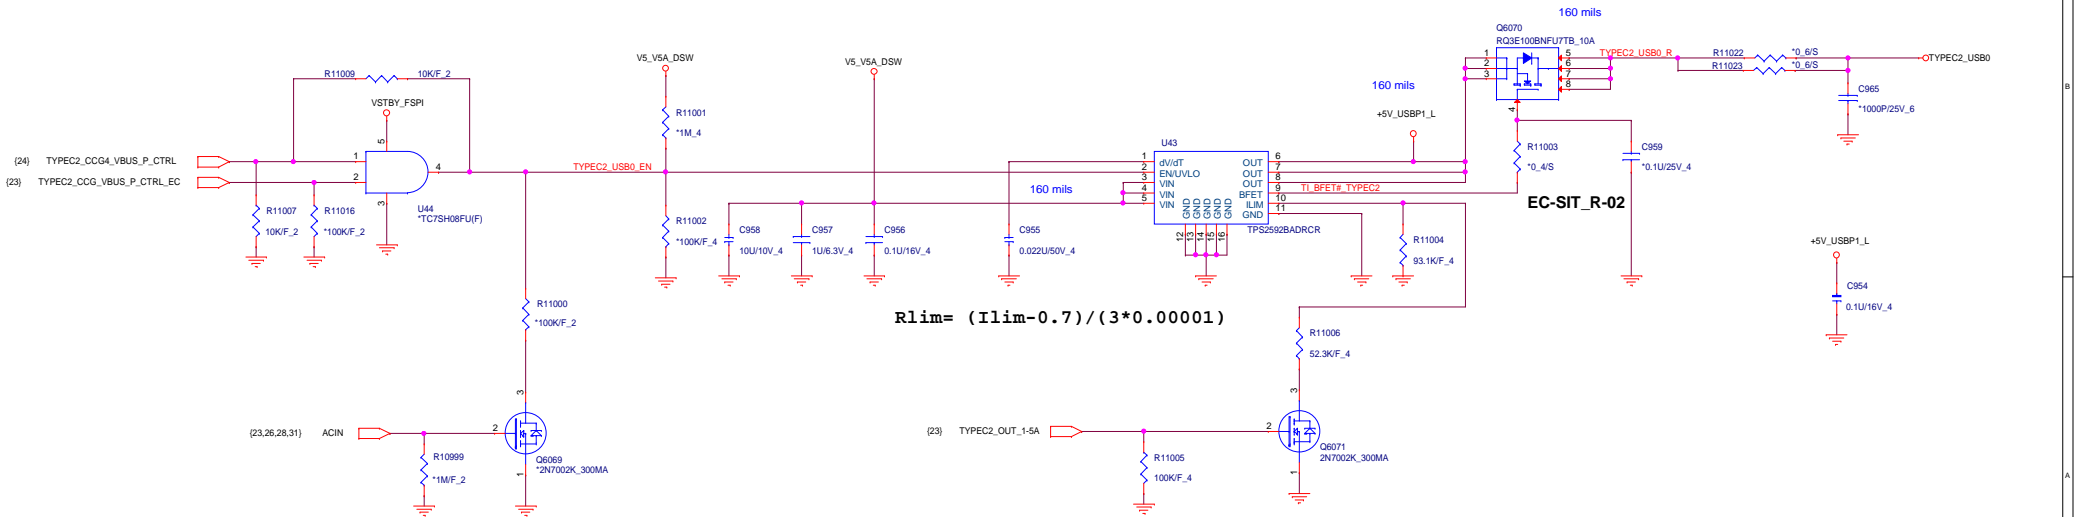 160 mils
Q6070
RQ3E100BNFU7TB_10A
TYPEC2_USB0_R
R11022
*0_6/S
R11023
*0_6/S
TYPEC2_USB0
C965
*1000P/25V_6
B
1
2
3
5
6
7
8
4
160 mils
+5V_USBP1_L
R11009
10K/F_2
VSTBY_FSPI
V5_V5A_DSW
R11001
*1M_4
V5_V5A_DSW
{24}
TYPEC2_CCG4_VBUS_P_CTRL
{23}
TYPEC2_CCG_VBUS_P_CTRL_EC
1
2
5
4
3
U44
*TC7SH08FU(F)
R11007
10K/F_2
R11016
*100K/F_2
TYPEC2_USB0_EN
R11002
*100K/F_4
160 mils
C958
10U/10V_4
C957
1U/6.3V_4
C956
0.1U/16V_4
C955
0.022U/50V_4
U43
1
2
3
4
5
dV/dT
EN/UVLO
VIN
VIN
VIN
OUT
OUT
OUT
BFET
ILIM
GND
6
7
8
9
10
11
GND
GND
GND
GND
GND
12
13
14
15
16
TPS2592BADRCR
TI_BFET#_TYPEC2
R11003
*0_4/S
C959
*0.1U/25V_4
EC-SIT_R-02
R11004
93.1K/F_4
+5V_USBP1_L
C954
0.1U/16V_4
R11000
*100K/F_2
Rlim= (Ilim-0.7)/(3*0.00001)
R11006
52.3K/F_4
{23,26,28,31}
ACIN
2
3
1
Q6069
*2N7002K_300MA
R10999
*1M/F_2
{23}
TYPEC2_OUT_1-5A
2
3
1
Q6071
2N7002K_300MA
R11005
100K/F_4
A